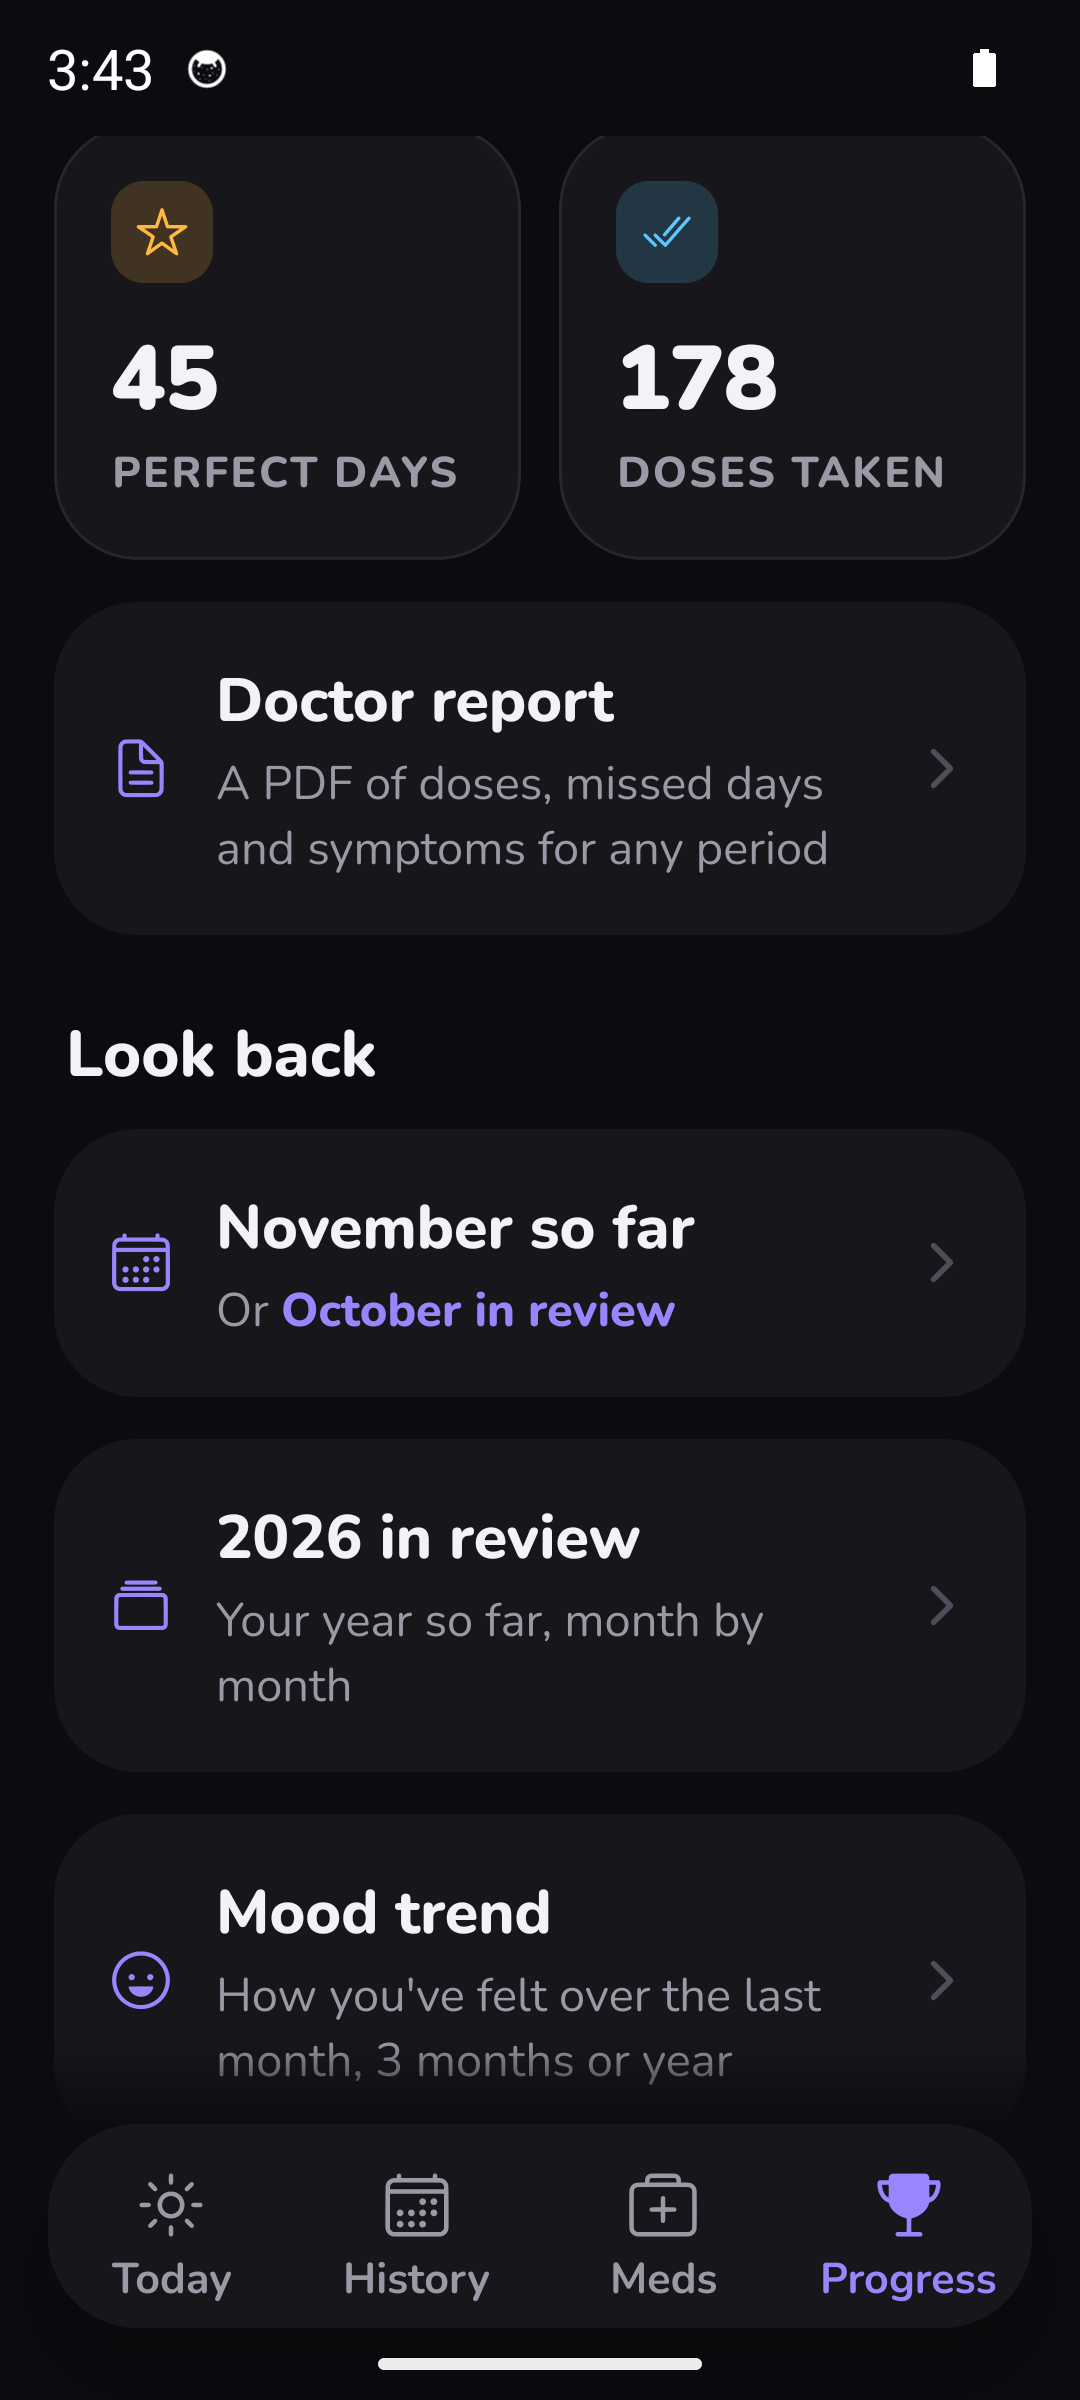 3:43
45
178
PERFECT DAYS
DOSES TAKEN
Doctor report
A PDF of doses, missed days
and symptoms for any period
Look back
November so far
Or October in review
2026 in review
Your year so far, month by
month
Mood trend
How you've felt over the last
month, 3 months or year
Today
History
Meds
Progress